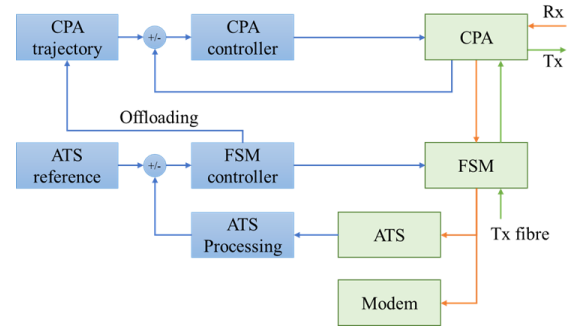 CPA
trajectory
+/-
CPA
controller
CPA
Rx
Tx
Offloading
ATS
reference
+/-
FSM
controller
FSM
ATS
Processing
ATS
Tx fibre
Modem